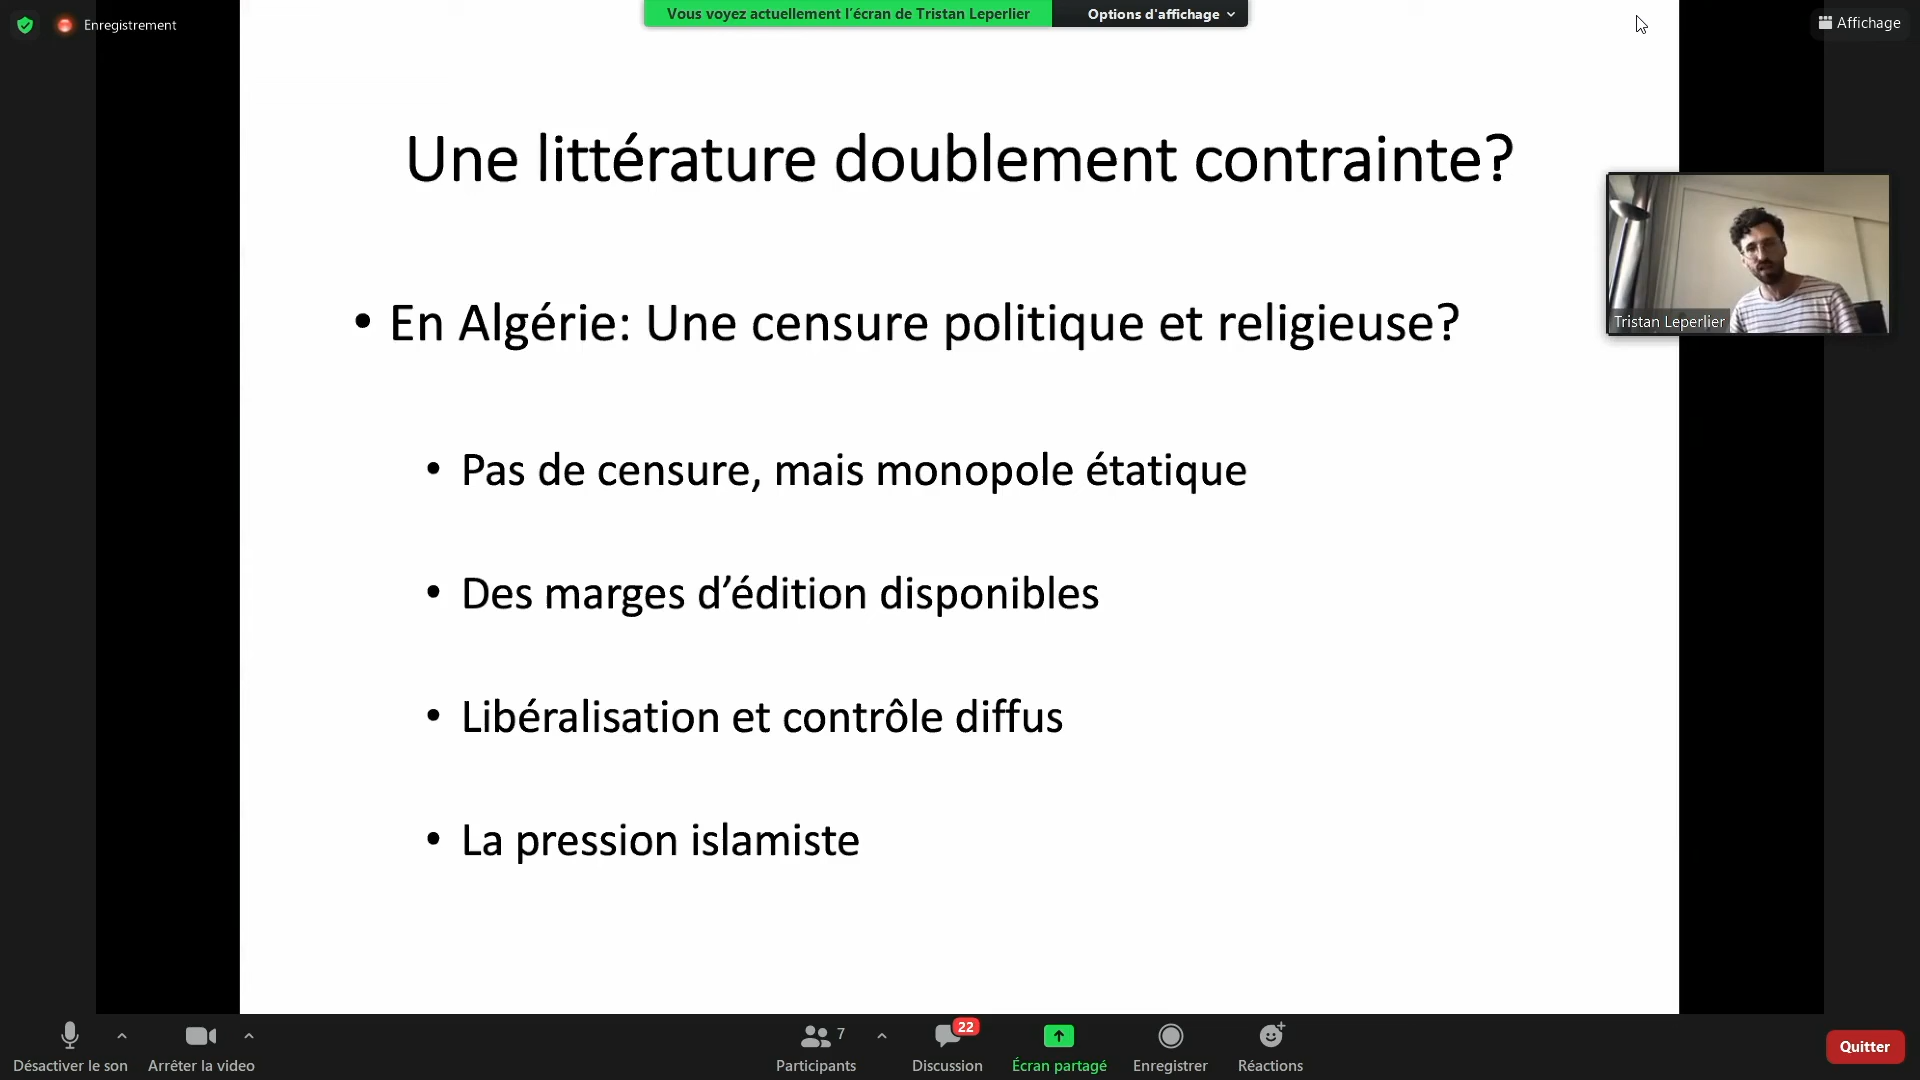 Enregistrement
Vous voyez actuellement l'écran de Tristan Leperlier
Options d'affichage
Affichage
Une littérature doublement contrainte?
Tristan Leperlier
• En Algérie: Une censure politique et religieuse?
• Pas de censure, mais monopole étatique
• Des marges d’édition disponibles
• Libéralisation et contrôle diffus
• La pression islamiste
Désactiver le son
Arrêter la video
7
Participants
22
Discussion
Écran partagé
Enregistrer
Réactions
Quitter